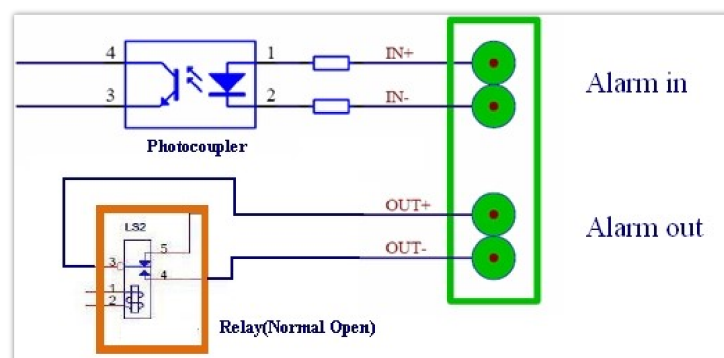 4
1
IN+
3
2
IN-
Alarm in
Photocoupler
OUT+
Alarm out
LS2
5
OUT-
3
4
1
2
Relay(Normal Open)